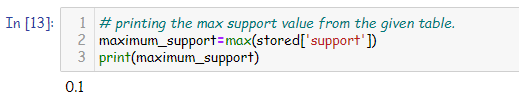 In [13]:
1 # printing the max support value from the given table.
2 maximum_support=max(stored['support'])
3 print(maximum_support)
0.1